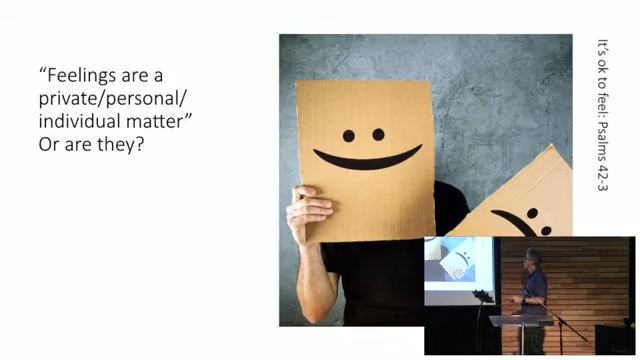 “Feelings are a
private/personal/
individual matter”
Or are they?
It’s ok to feel: Psalms 42-3